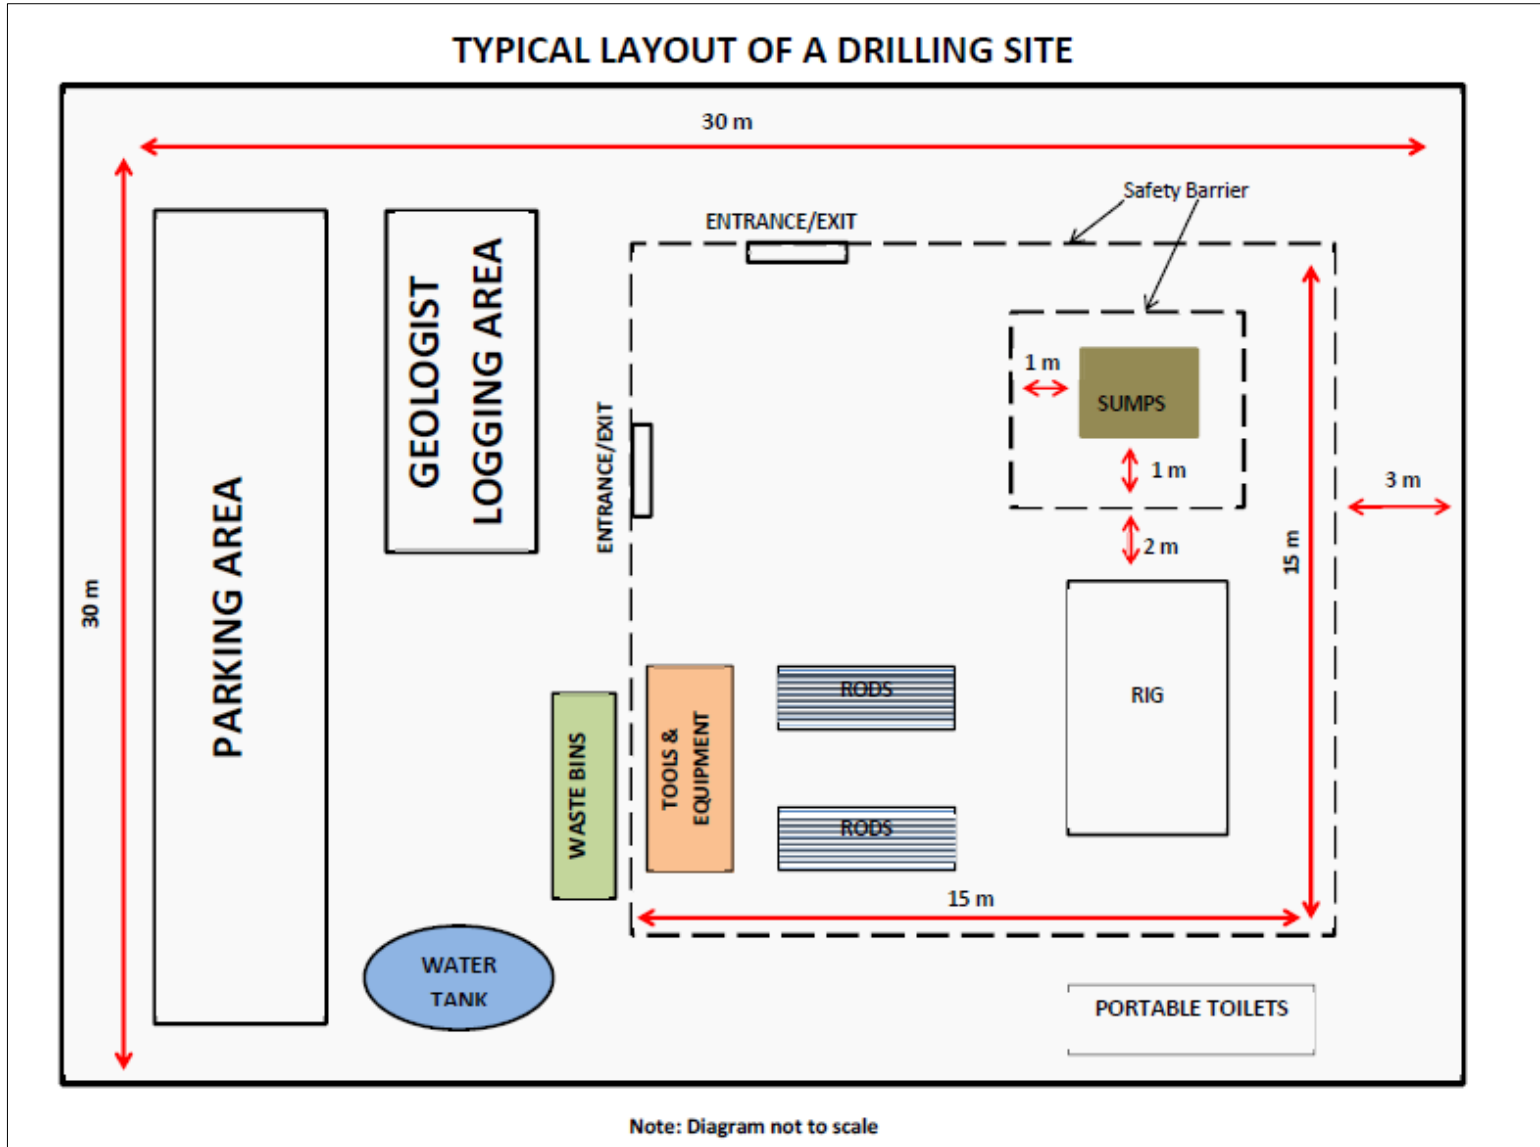 TYPICAL LAYOUT OF A DRILLING SITE
30 m
Safety Barrier
ENTRANCE/EXIT
GEOLOGIST
LOGGING AREA
1 m
SUMPS
ENTRANCE/EXIT
1 m
3 m
2 m
15 m
30 m
PARKING AREA
RODS
RIG
TOOLS &
EQUIPMENT
WASTE BINS
RODS
15 m
WATER
TANK
PORTABLE TOILETS
Note: Diagram not to scale